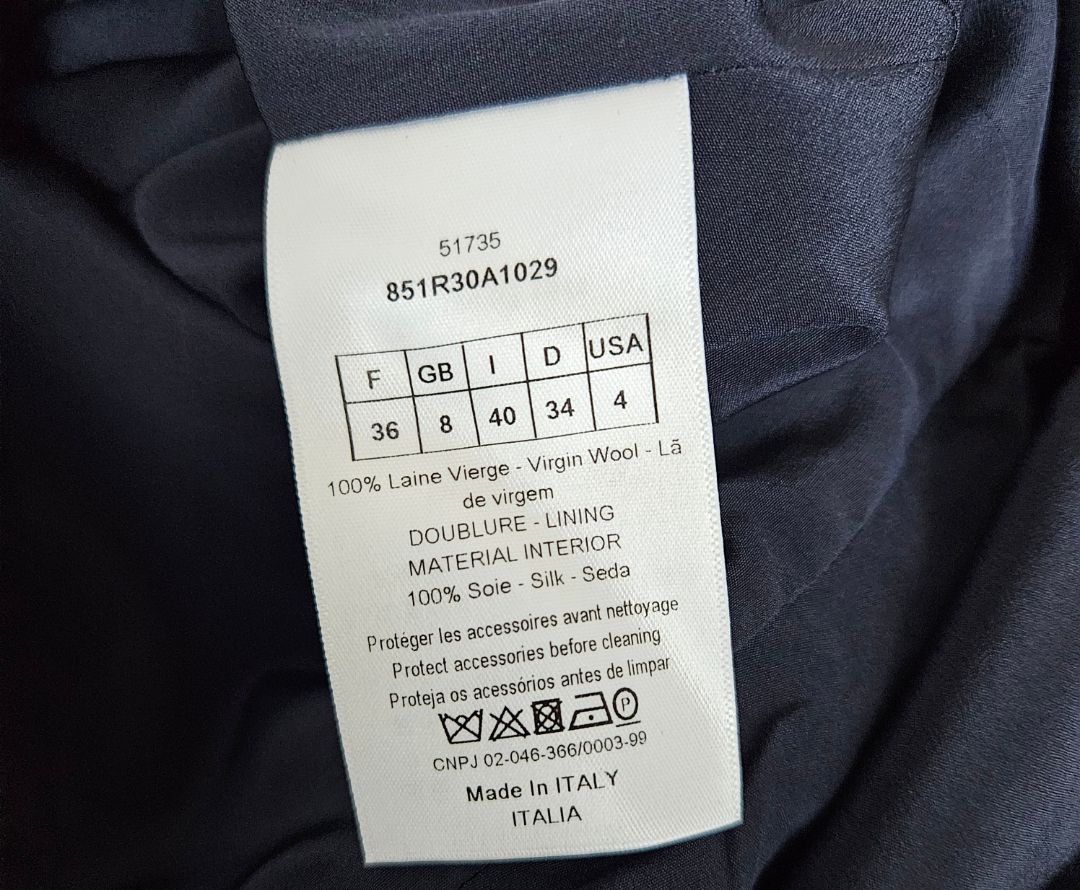 51735
851R30A1029
F GB I D USA
36 8 40 34 4
100% Laine Vierge - Virgin Wool - Lã
de virgem
DOUBLURE - LINING
MATERIAL INTERIOR
100% Soie - Silk - Seda
Protéger les accessoires avant nettoyage
Protect accessories before cleaning
Proteja os acessórios antes de limpar
P
CNPJ 02-046-366/0003-99
Made In ITALY
ITALIA